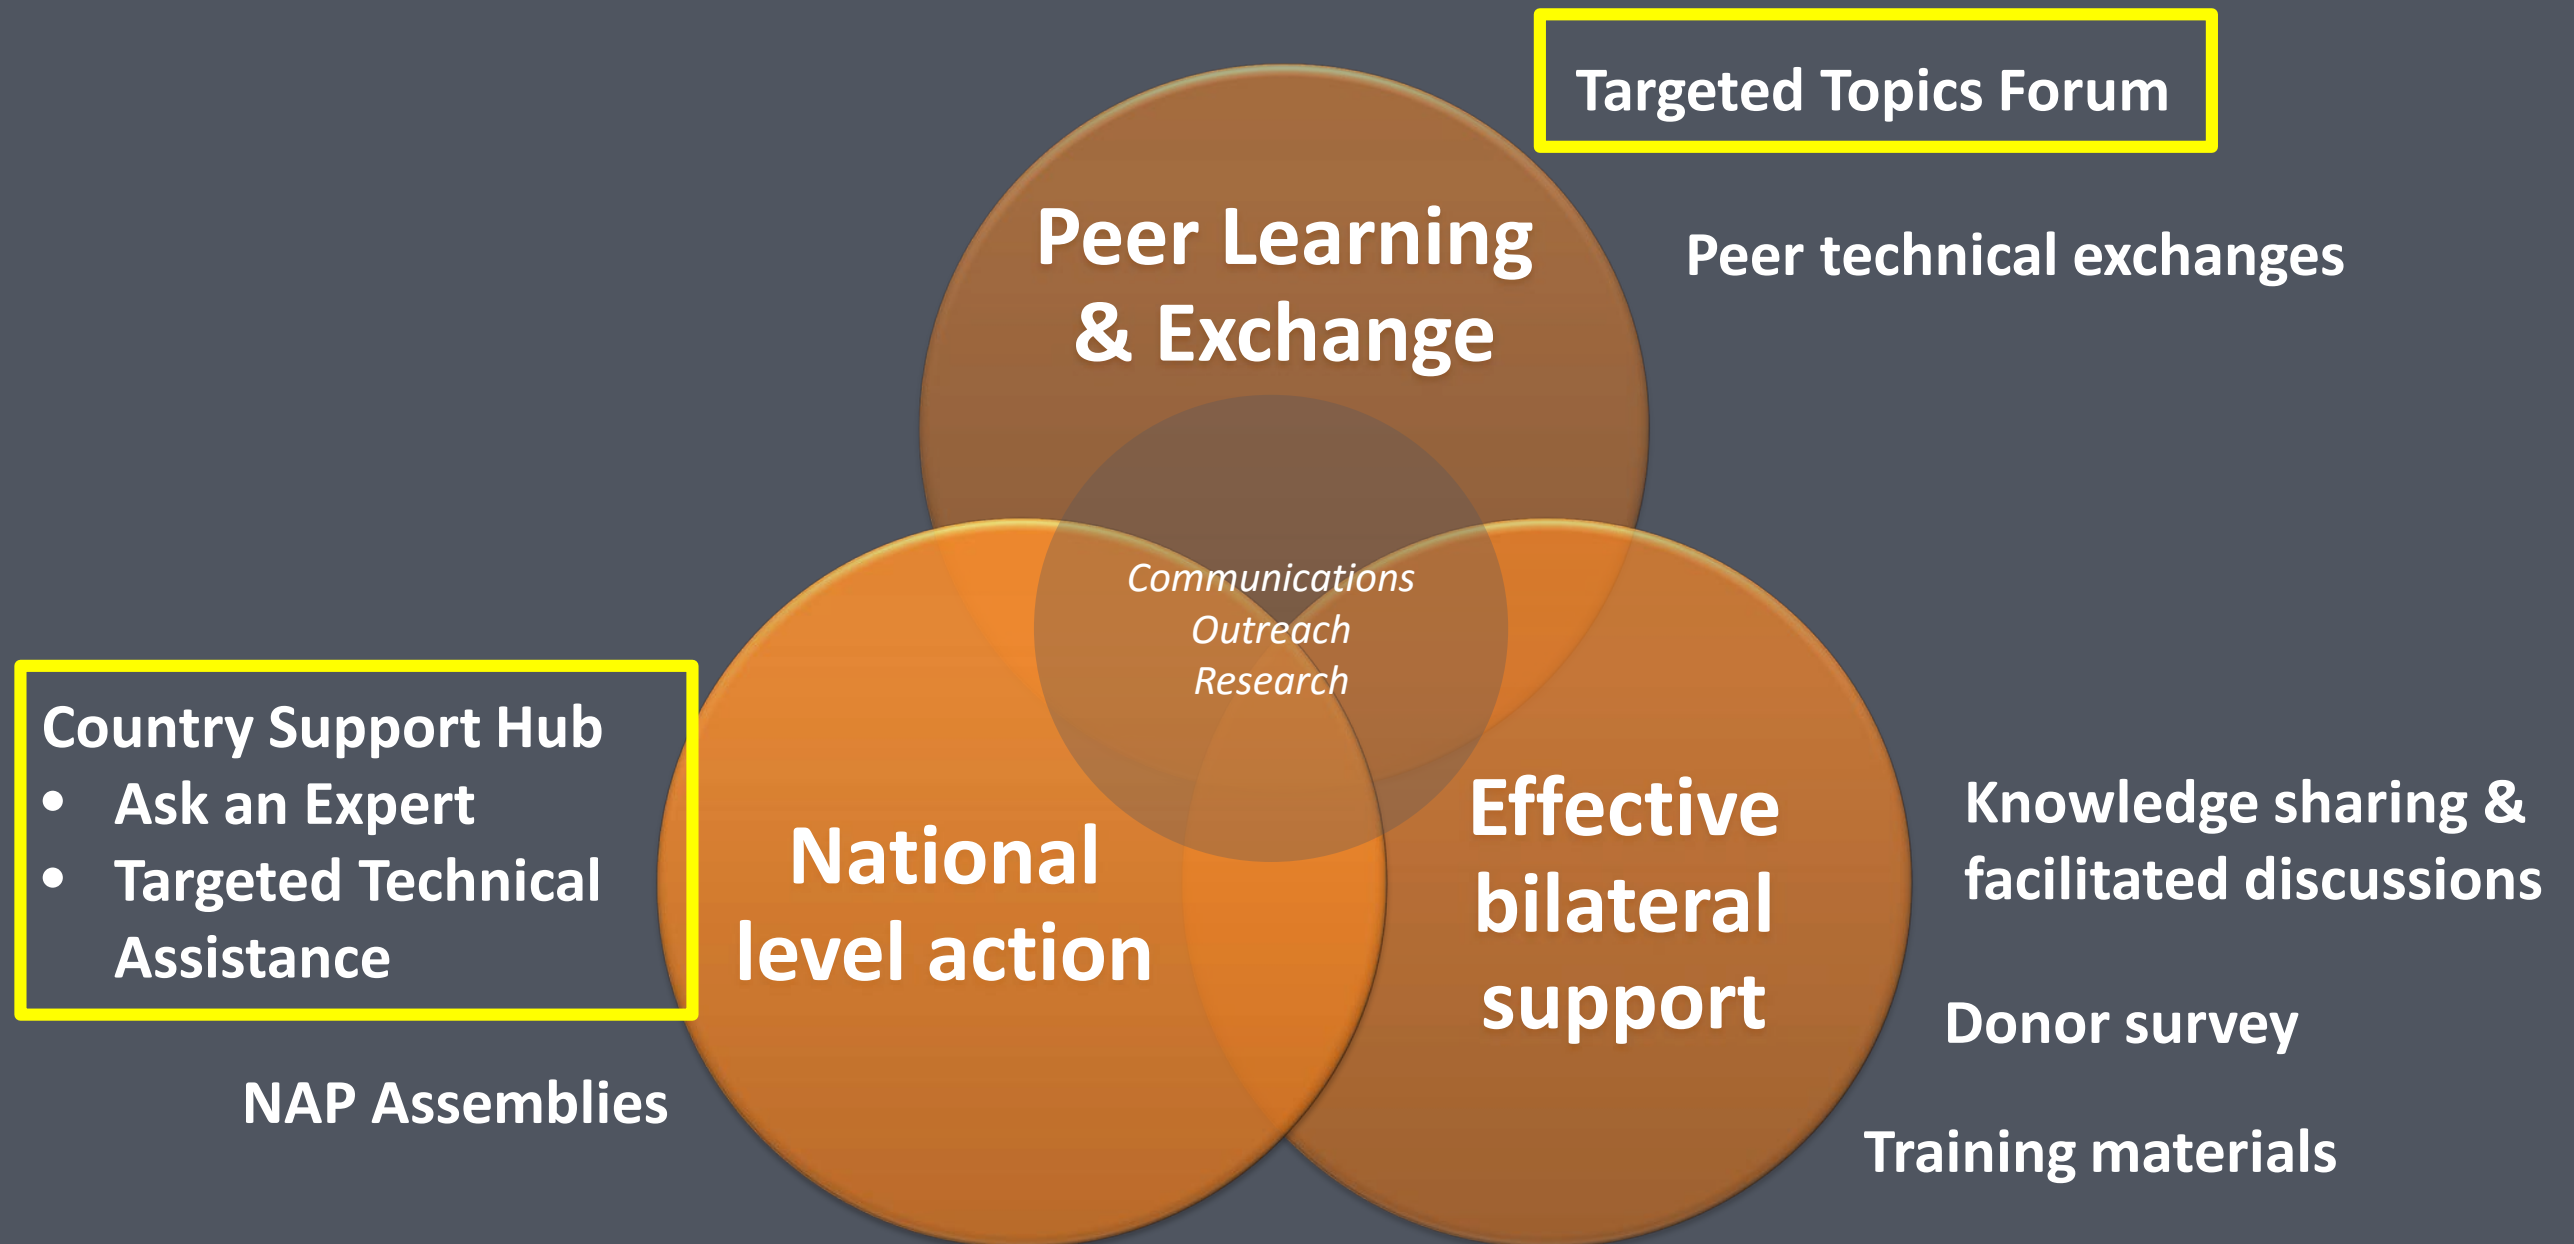 Targeted Topics Forum
Peer Learning
& Exchange
Peer technical exchanges
Communications
Outreach
Research
Country Support Hub
• Ask an Expert
• Targeted Technical
Assistance
NAP Assemblies
National
level action
Effective
bilateral
support
Knowledge sharing &
facilitated discussions
Donor survey
Training materials